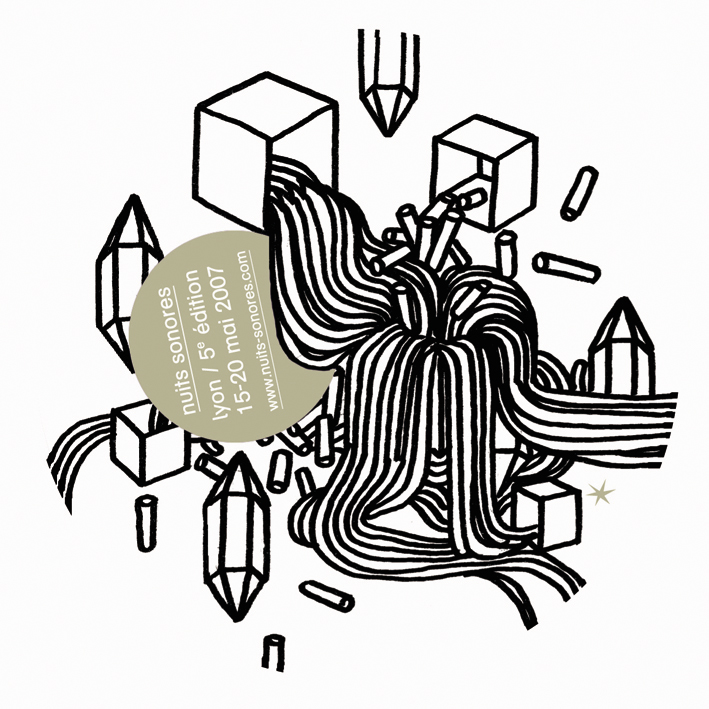 nuits sonores
lyon / 5e édition
15-20 mai 2007
www.nuits-sonores.com